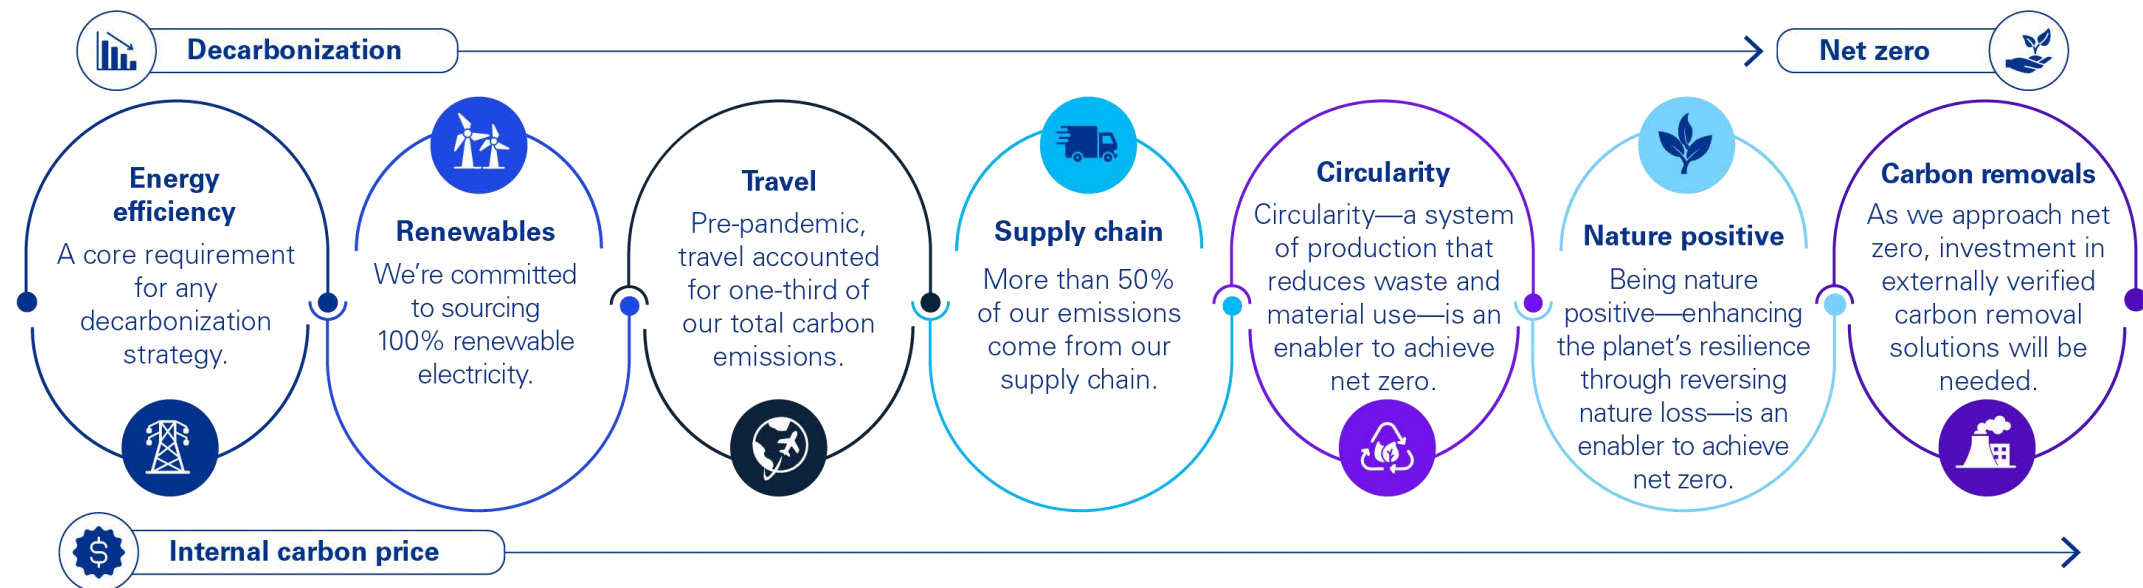 Decarbonization
Net zero
Energy
efficiency
A core requirement
for any
decarbonization
strategy.
Renewables
We’re committed
to sourcing
100% renewable
electricity.
Travel
Pre-pandemic,
travel accounted
for one-third of
our total carbon
emissions.
Supply chain
More than 50%
of our emissions
come from our
supply chain.
Circularity
Circularity—a system
of production that
reduces waste and
material use—is an
enabler to achieve
net zero.
Nature positive
Being nature
positive—enhancing
the planet’s resilience
through reversing
nature loss—is an
enabler to achieve
net zero.
Carbon removals
As we approach net
zero, investment in
externally verified
carbon removal
solutions will be
needed.
$
Internal carbon price